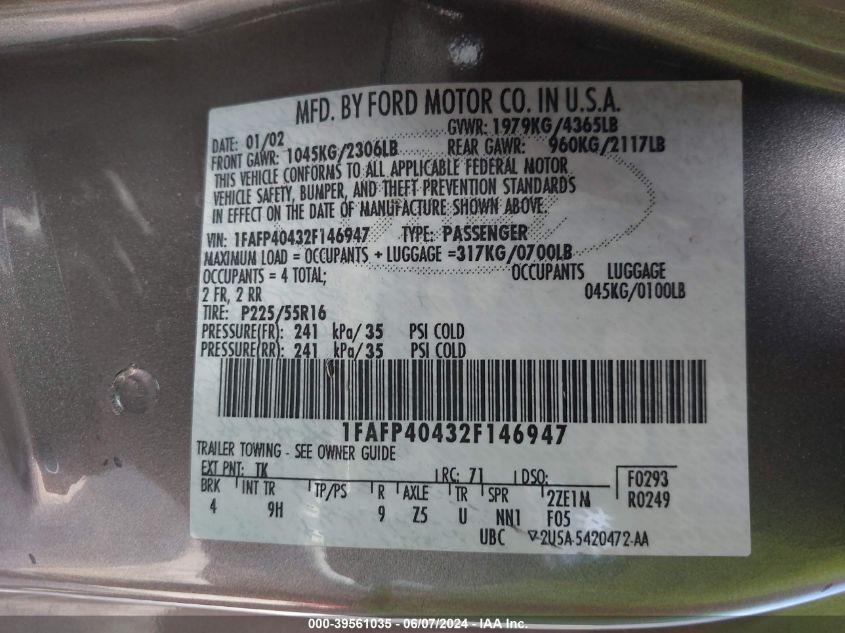 MFD. BY FORD MOTOR CO. IN U.S.A.
DATE: 01/02 GVWR: 1979KG/4365LB
FRONT GAWR: 1045KG/2306LB REAR GAWR: 960KG/2117LB
THIS VEHICLE CONFORMS TO ALL APPLICABLE FEDERAL MOTOR
VEHICLE SAFETY, BUMPER, AND THEFT PREVENTION STANDARDS
IN EFFECT ON THE DATE OF MANUFACTURE SHOWN ABOVE.
VIN: 1FAFP40432F146947 TYPE: PASSENGER
MAXIMUM LOAD = OCCUPANTS + LUGGAGE =317KG/0700LB
OCCUPANTS = 4 TOTAL; OCCUPANTS LUGGAGE
2 FR, 2 RR 045KG/0100LB
TIRE: P225/55R16
PRESSURE(FR): 241 kPa/ 35 PSI COLD
PRESSURE(RR): 241 kPa/ 35 PSI COLD
1FAFP40432F146947
TRAILER TOWING - SEE OWNER GUIDE
EXT PNT: TK RC: 71 DSO: F0293
BRK INT TR TP/PS R AXLE TR SPR 2ZE1M R0249
4 9H 9 Z5 U NN1 F05
UBC 2U5A-5420472-AA
000-39561035 - 06/07/2024 - IAA Inc.